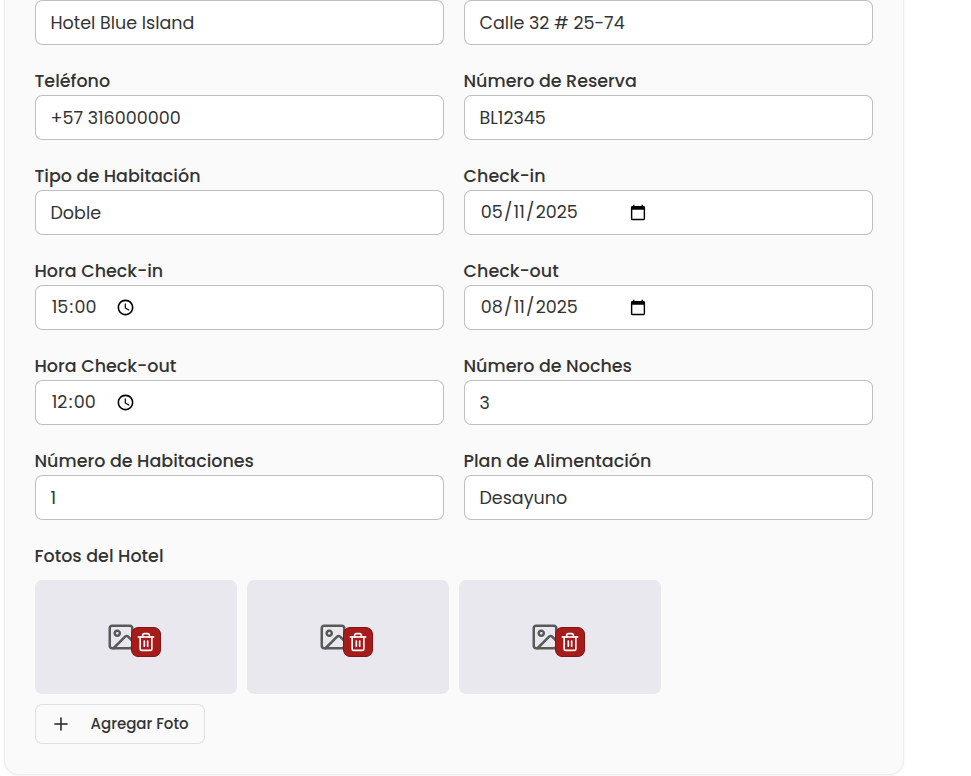 Hotel Blue Island
Calle 32 # 25-74
Teléfono
Número de Reserva
+57 316000000
BL12345
Tipo de Habitación
Check-in
Doble
05/11/2025
Hora Check-in
Check-out
15:00
08/11/2025
Hora Check-out
Número de Noches
12:00
3
Número de Habitaciones
Plan de Alimentación
1
Desayuno
Fotos del Hotel
Agregar Foto